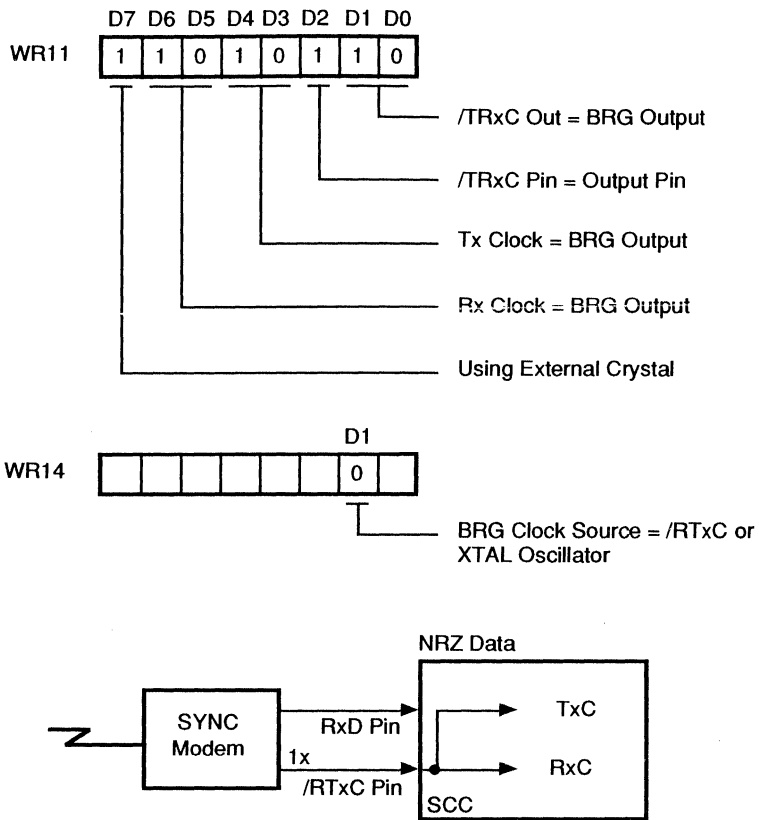 D7 D6 D5 D4 D3 D2 D1 D0
WR11 1 1 0 1 0 1 1 0
/TRxC Out = BRG Output
/TRxC Pin = Output Pin
Tx Clock = BRG Output
Rx Clock = BRG Output
Using External Crystal
D1
WR14 0
BRG Clock Source = /RTxC or
XTAL Oscillator
NRZ Data
SYNC
Modem
RxD Pin
1x
/RTxC Pin
TxC
RxC
SCC